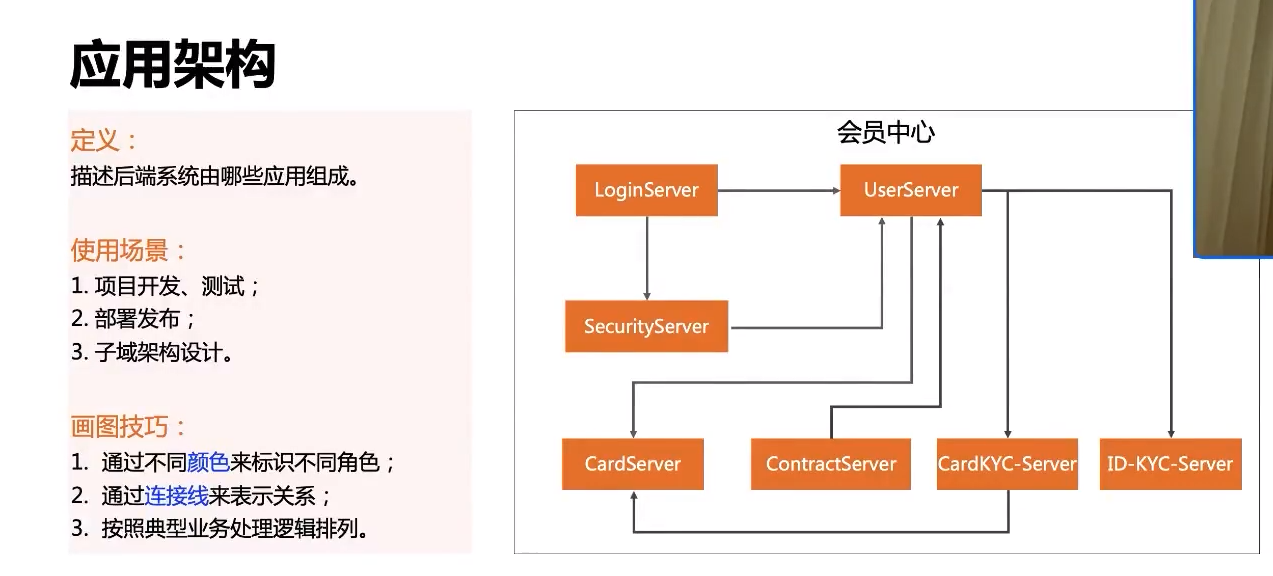 应用架构
定义：
描述后端系统由哪些应用组成。
使用场景：
1. 项目开发、测试；
2. 部署发布；
3. 子域架构设计。
画图技巧：
1. 通过不同颜色来标识不同角色；
2. 通过连接线来表示关系；
3. 按照典型业务处理逻辑排列。
会员中心
LoginServer
UserServer
SecurityServer
CardServer
ContractServer
CardKYC-Server
ID-KYC-Server